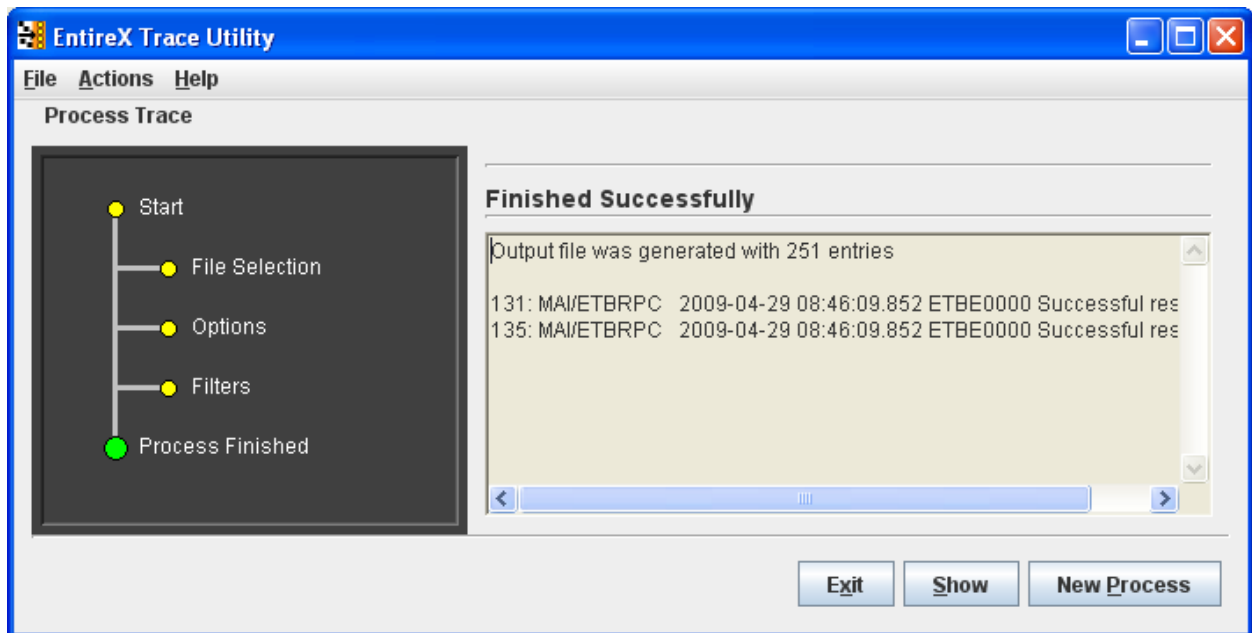 EntireX Trace Utility
File Actions Help
Process Trace
Start
File Selection
Options
Filters
Process Finished
Finished Successfully
Output file was generated with 251 entries
131: MAI/ETBRPC 2009-04-29 08:46:09.852 ETBE0000 Successful res
135: MAI/ETBRPC 2009-04-29 08:46:09.852 ETBE0000 Successful res
Exit Show New Process